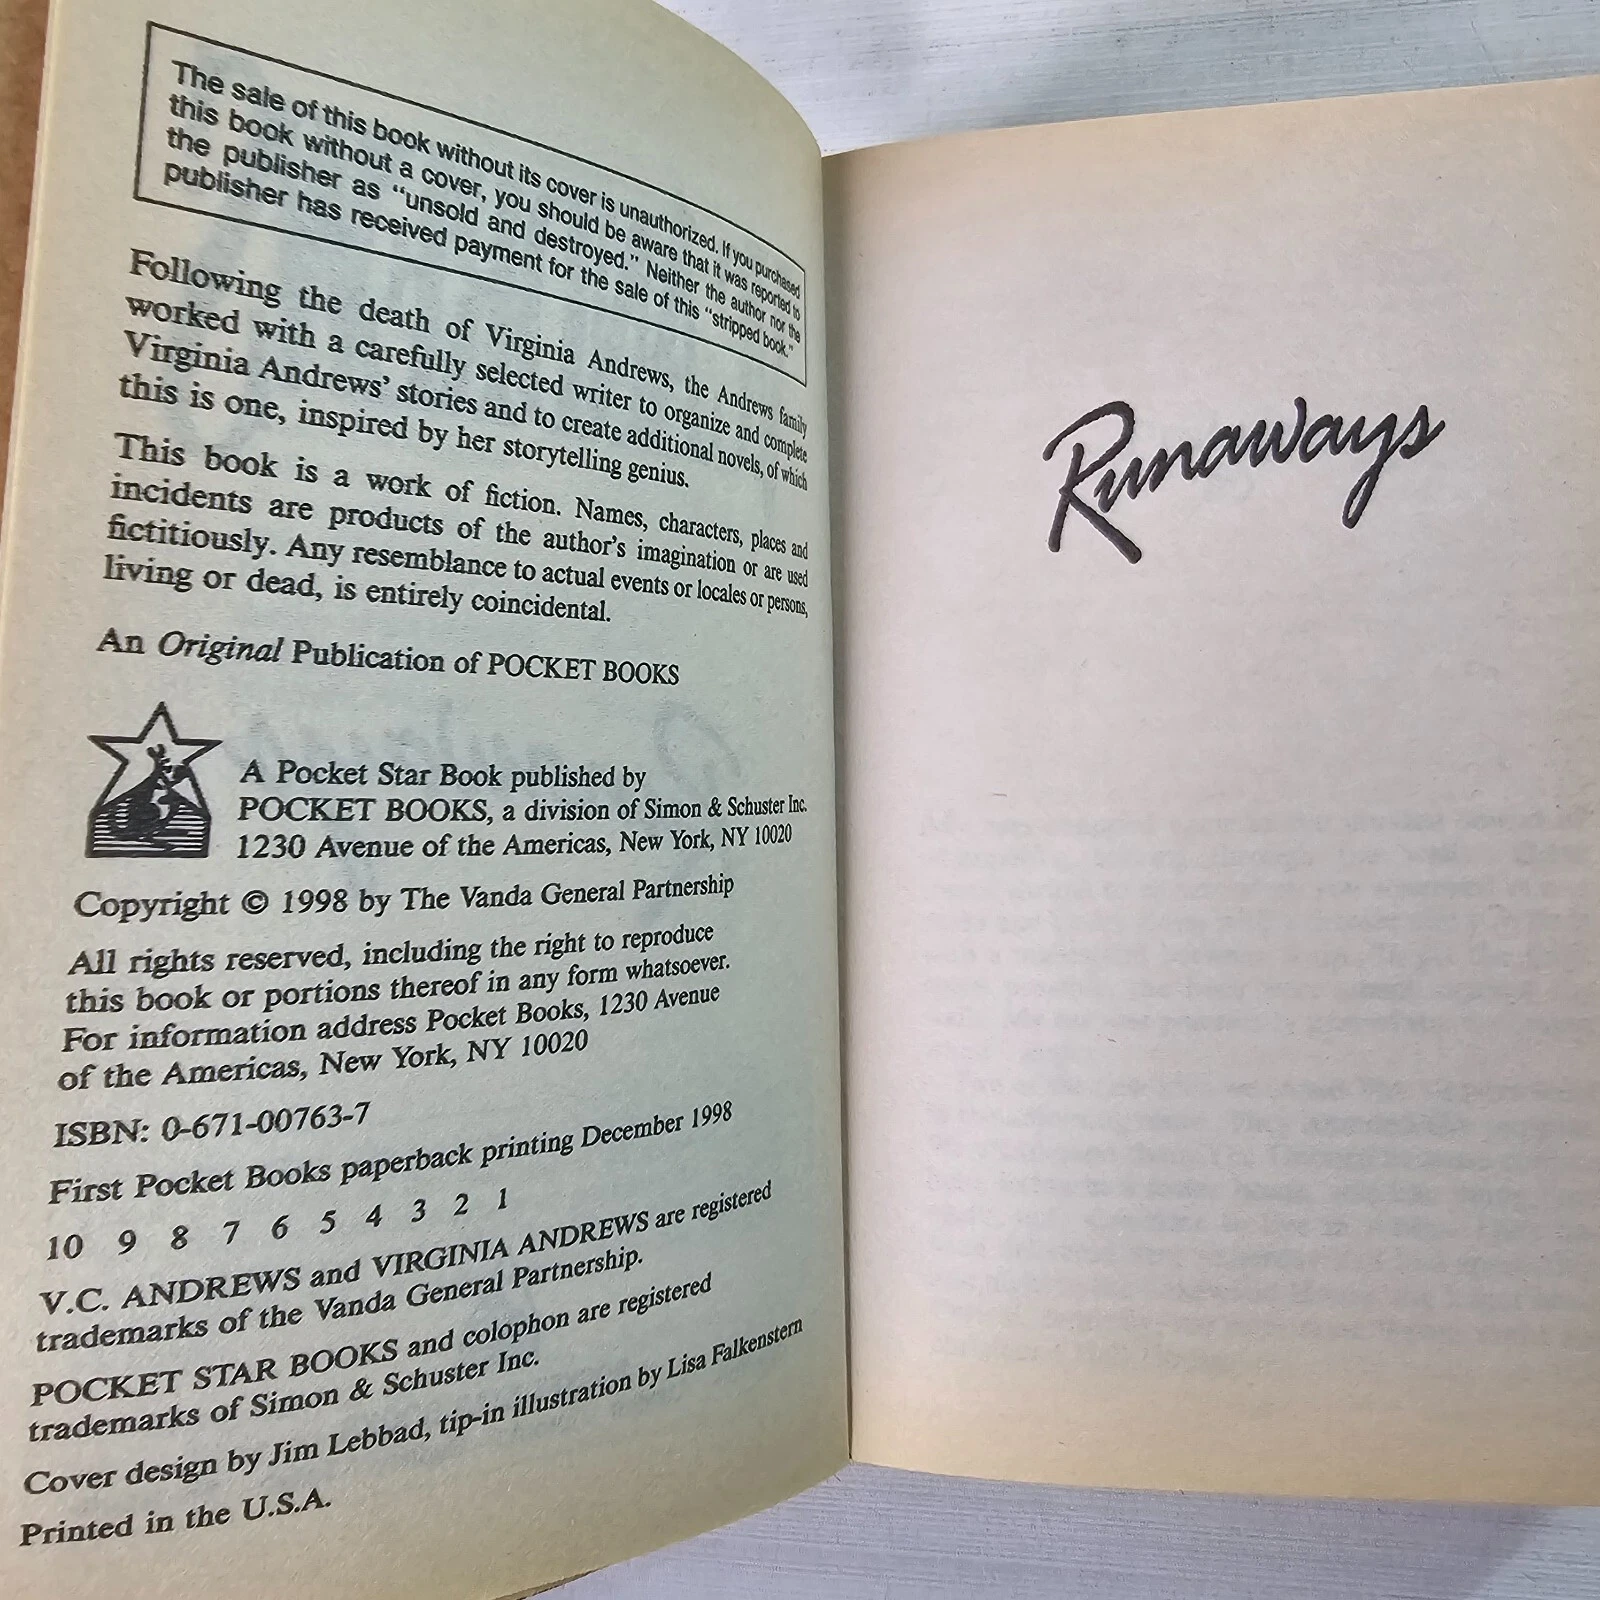 The sale of this book without its cover is unauthorized. If you purchased
this book without a cover, you should be aware that it was reported to
the publisher as "unsold and destroyed." Neither the author nor the
publisher has received payment for the sale of this "stripped book."
Following the death of Virginia Andrews, the Andrews family
worked with a carefully selected writer to organize and complete
Virginia Andrews' stories and to create additional novels, of which
this is one, inspired by her storytelling genius.
This book is a work of fiction. Names, characters, places and
incidents are products of the author's imagination or are used
fictitiously. Any resemblance to actual events or locales or persons,
living or dead, is entirely coincidental.
An Original Publication of POCKET BOOKS
A Pocket Star Book published by
POCKET BOOKS, a division of Simon & Schuster Inc.
1230 Avenue of the Americas, New York, NY 10020
Copyright © 1998 by The Vanda General Partnership
All rights reserved, including the right to reproduce
this book or portions thereof in any form whatsoever.
For information address Pocket Books, 1230 Avenue
of the Americas, New York, NY 10020
ISBN: 0-671-00763-7
First Pocket Books paperback printing December 1998
10 9 8 7 6 5 4 3 2 1
V.C. ANDREWS and VIRGINIA ANDREWS are registered
trademarks of the Vanda General Partnership.
POCKET STAR BOOKS and colophon are registered
trademarks of Simon & Schuster Inc.
Cover design by Jim Lebbad, tip-in illustration by Lisa Falkenstern
Printed in the U.S.A.
Runaways